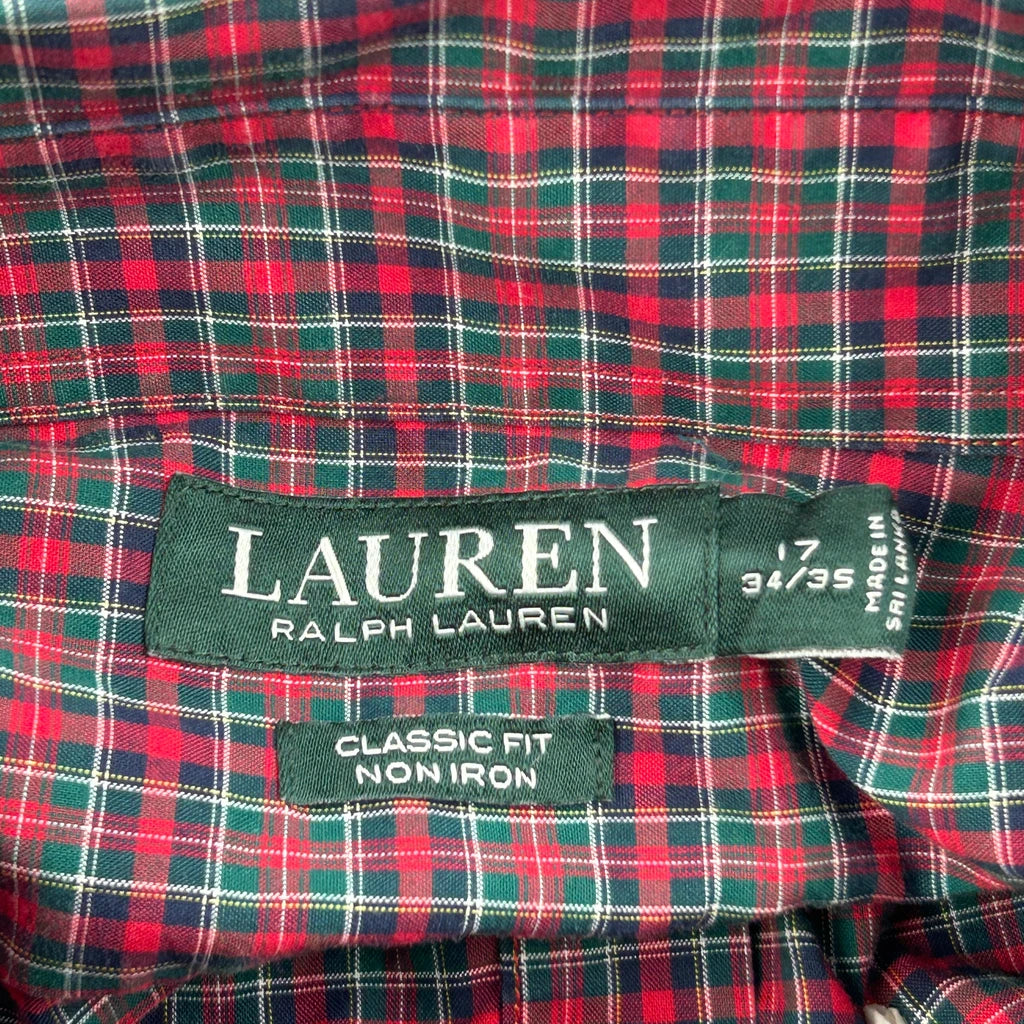 LAUREN
RALPH LAUREN
17
34/35
MADE IN
SRI LANKA
CLASSIC FIT
NON IRON